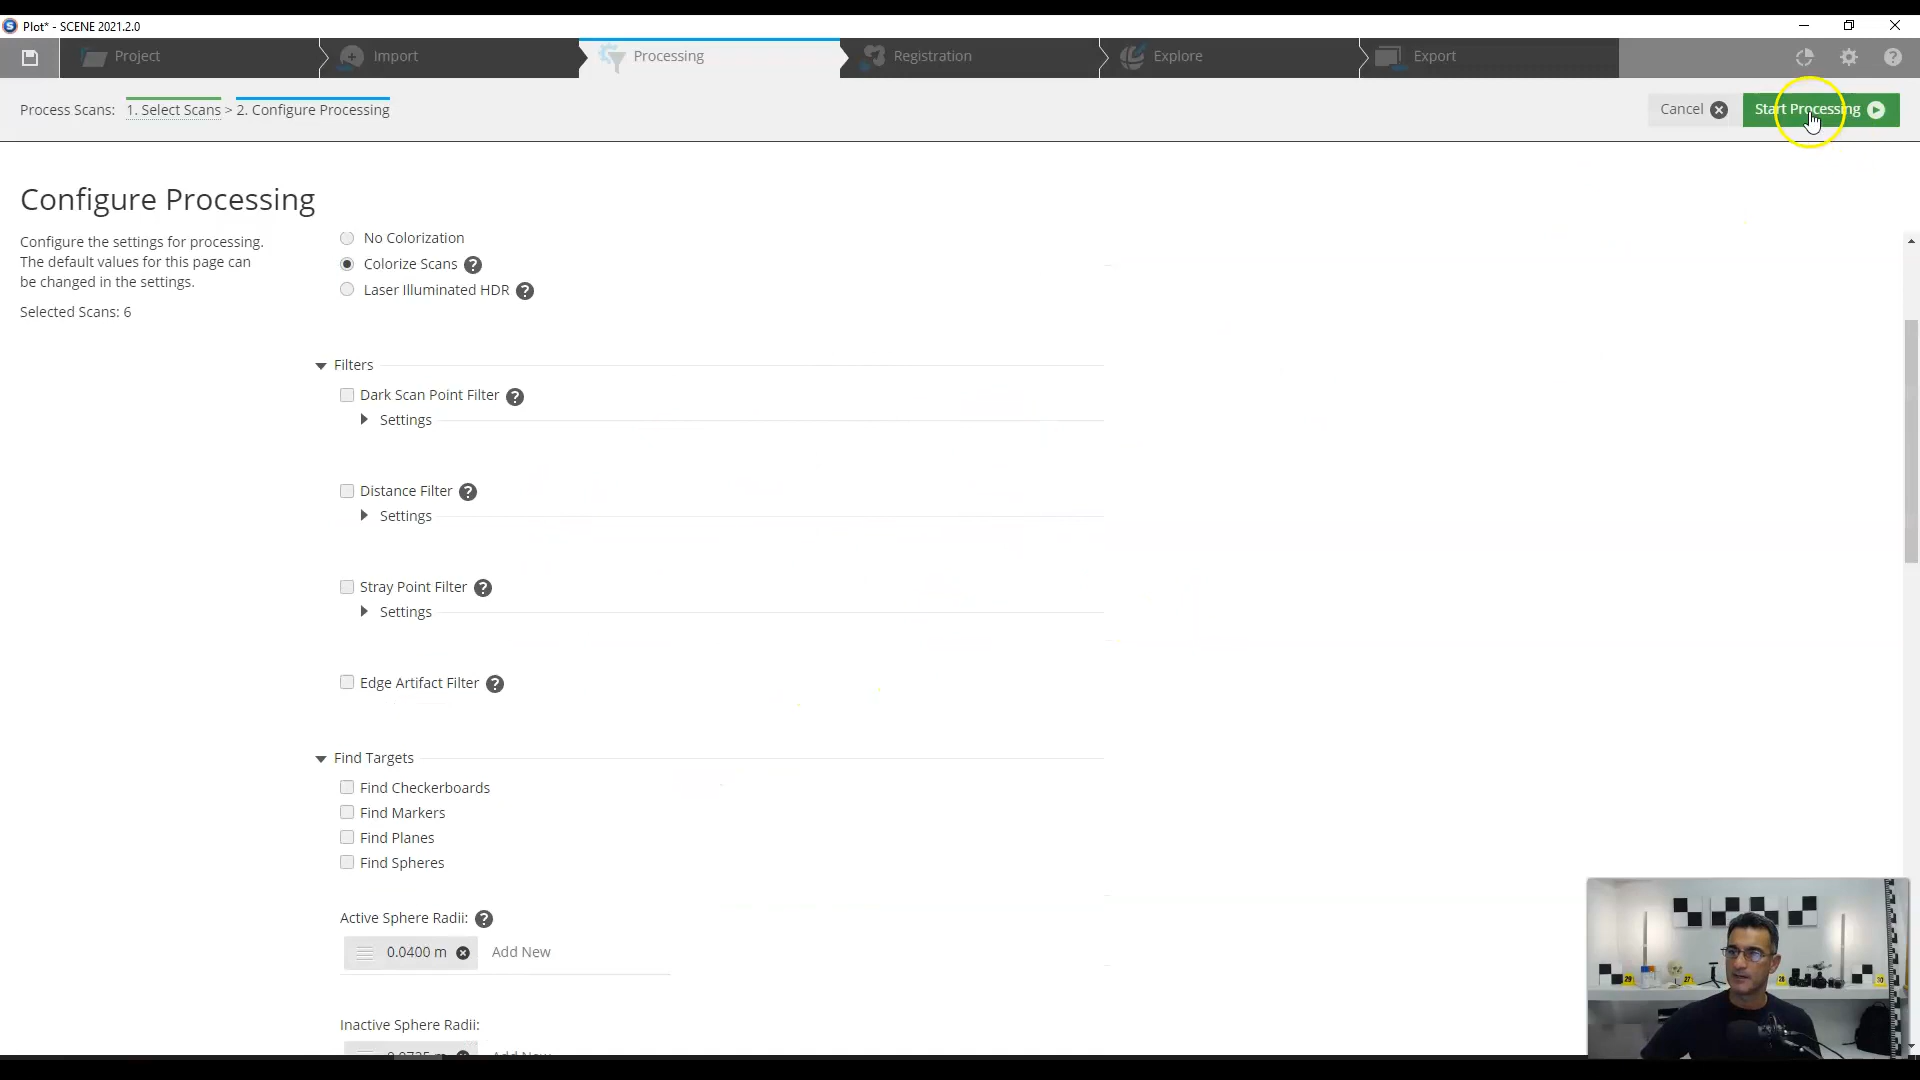 Plot* - SCENE 2021.2.0
Project
Import
Processing
Registration
Explore
Export
Process Scans: 1. Select Scans > 2. Configure Processing
Cancel
Start Processing
Configure Processing
Configure the settings for processing.
The default values for this page can
be changed in the settings.
Selected Scans: 6
No Colorization
Colorize Scans ?
Laser Illuminated HDR ?
Filters
Dark Scan Point Filter ?
Settings
Distance Filter ?
Settings
Stray Point Filter ?
Settings
Edge Artifact Filter ?
Find Targets
Find Checkerboards
Find Markers
Find Planes
Find Spheres
Active Sphere Radii: ?
0.0400 m
Add New
Inactive Sphere Radii:
Add New